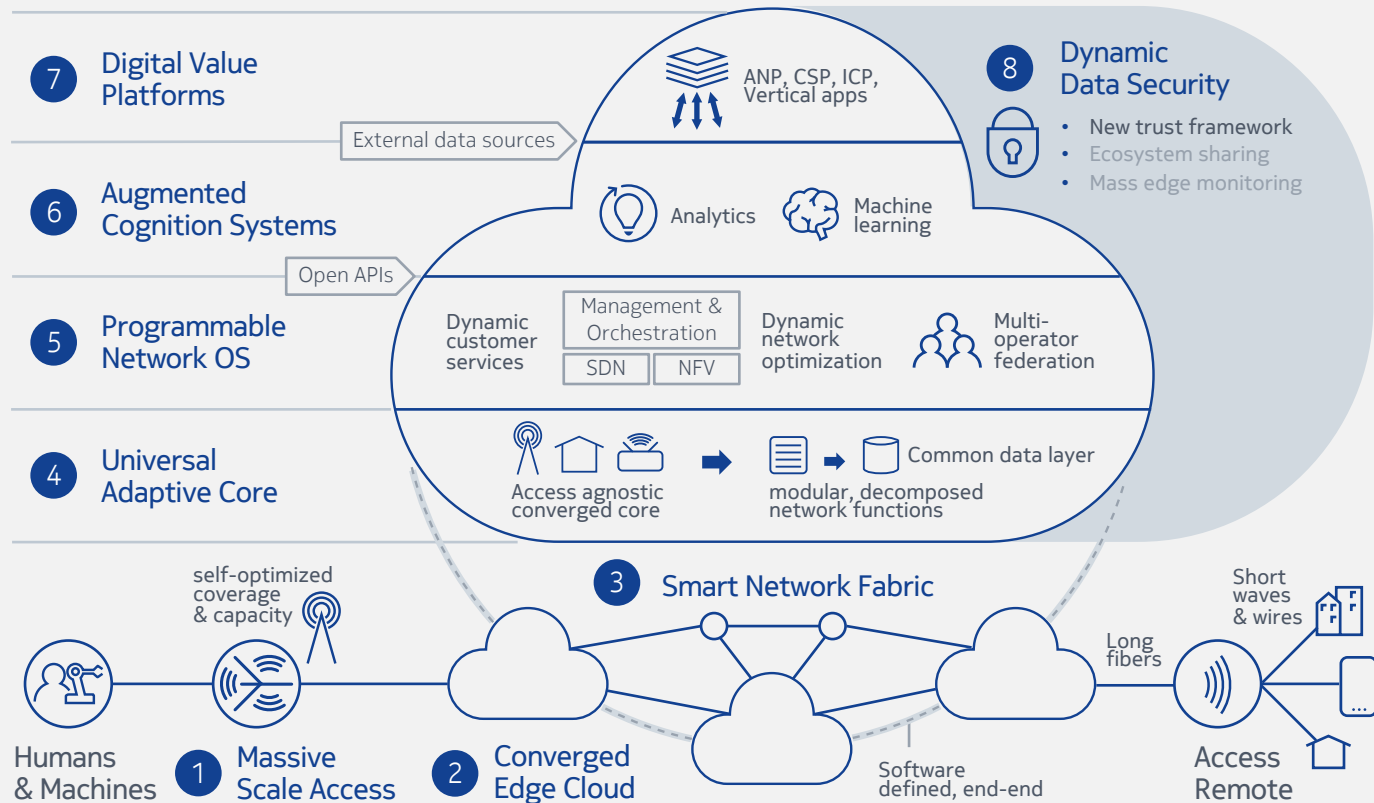 7
Digital Value
Platforms
ANP, CSP, ICP,
Vertical apps
8
Dynamic
Data Security
• New trust framework
• Ecosystem sharing
• Mass edge monitoring
External data sources
6
Augmented
Cognition Systems
Analytics
Machine
learning
Open APIs
5
Programmable
Network OS
Dynamic
customer
services
Management &
Orchestration
SDN
NFV
Dynamic
network
optimization
Multi-
operator
federation
4
Universal
Adaptive Core
Access agnostic
converged core
Common data layer
modular, decomposed
network functions
self-optimized
coverage
& capacity
3
Smart Network Fabric
Short
waves
& wires
Long
fibers
Humans
& Machines
1
Massive
Scale Access
2
Converged
Edge Cloud
Software
defined, end-end
Access
Remote